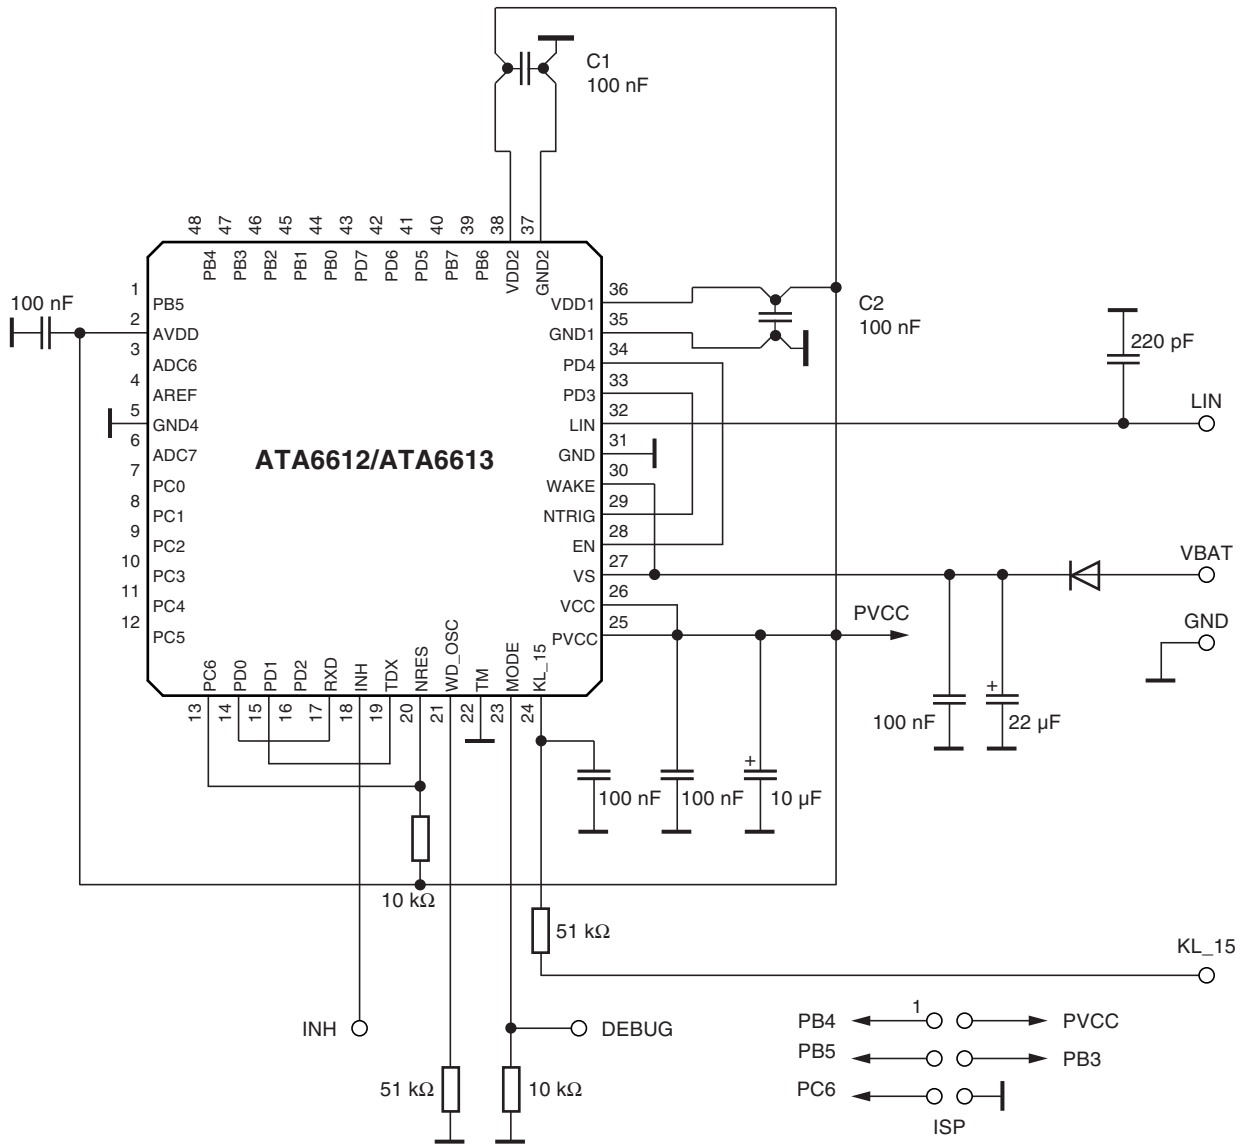 C1
100 nF
48 47 46 45 44 43 42 41 40 39 38 37
PB4 PB3 PB2 PB1 PB0 PD7 PD6 PD5 PB7 PB6 VDD2 GND2
100 nF
1 PB5
2 AVDD
3 ADC6
4 AREF
5 GND4
6 ADC7
7 PC0
8 PC1
9 PC2
10 PC3
11 PC4
12 PC5
ATA6612/ATA6613
VDD1 36
GND1 35
PD4 34
PD3 33
LIN 32
GND 31
WAKE 30
NTRIG 29
EN 28
VS 27
VCC 26
PVCC 25
C2
100 nF
220 pF
LIN
VBAT
GND
PVCC
PC6 PD0 PD1 PD2 RXD INH TDX NRES WD_OSC TM MODE KL_15
13 14 15 16 17 18 19 20 21 22 23 24
100 nF
+
22 µF
100 nF
100 nF
+
10 µF
10 kΩ
51 kΩ
KL_15
INH
DEBUG
51 kΩ
10 kΩ
PB4 1 PVCC
PB5 PB3
PC6
ISP